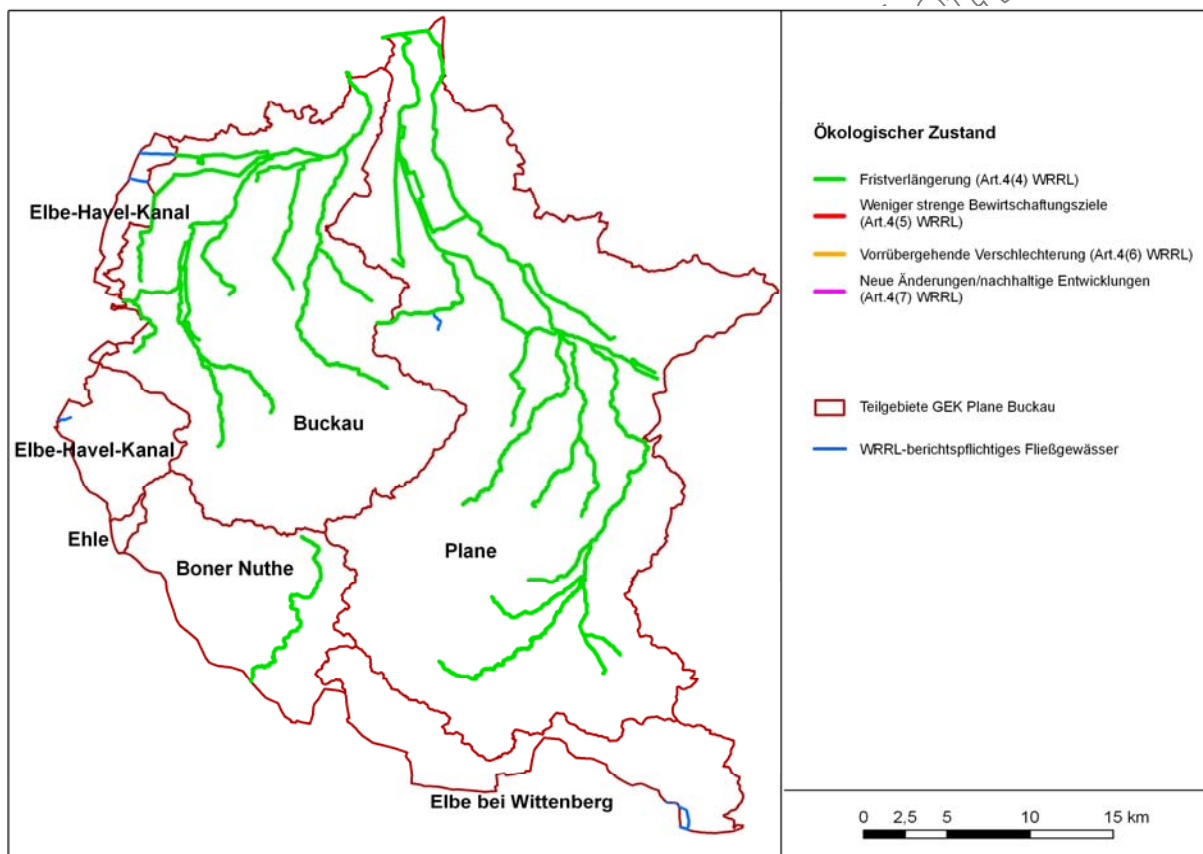 Elbe-Havel-Kanal
Buckau
Elbe-Havel-Kanal
Ehle
Boner Nuthe
Plane
Elbe bei Wittenberg
Ökologischer Zustand
Fristverlängerung (Art.4(4) WRRL)
Weniger strenge Bewirtschaftungsziele
(Art.4(5) WRRL)
Vorrübergehende Verschlechterung (Art.4(6) WRRL)
Neue Änderungen/nachhaltige Entwicklungen
(Art.4(7) WRRL)
Teilgebiete GEK Plane Buckau
WRRL-berichtspflichtiges Fließgewässer
0 2,5 5 10 15 km